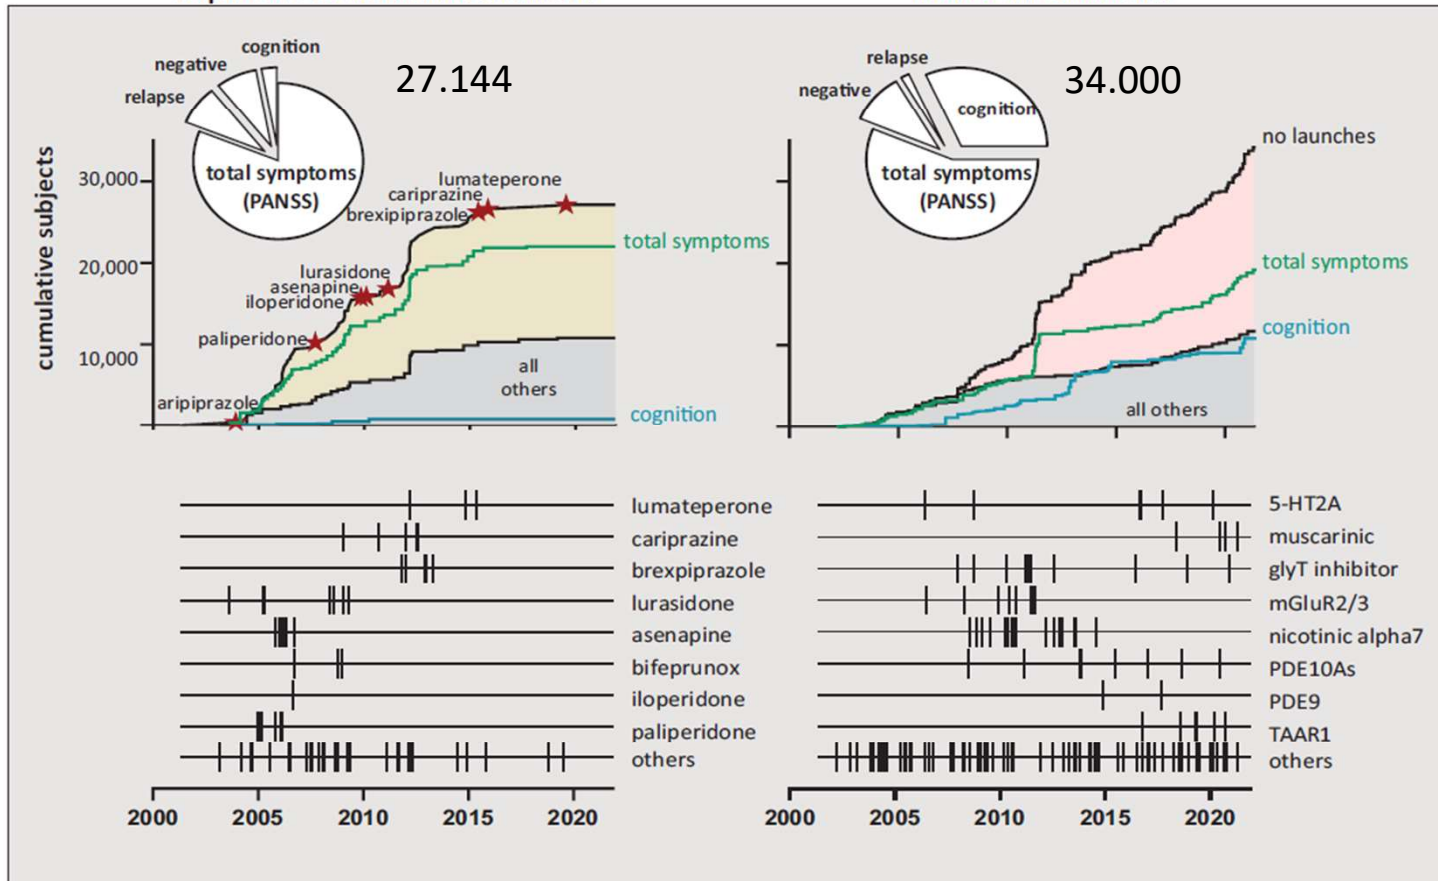 cognition
negative
relapse
27.144
total symptoms
(PANSS)
cumulative subjects
30,000
20,000
10,000
lumateperone
cariprazine
brexipiprazole
lurasidone
asenapine
iloperidone
paliperidone
aripiprazole
total symptoms
all
others
cognition
relapse
negative
cognition
34.000
total symptoms
(PANSS)
no launches
total symptoms
cognition
all others
lumateperone
cariprazine
brexpiprazole
lurasidone
asenapine
bifeprunox
iloperidone
paliperidone
others
2000 2005 2010 2015 2020
5-HT2A
muscarinic
glyT inhibitor
mGluR2/3
nicotinic alpha7
PDE10As
PDE9
TAAR1
others
2000 2005 2010 2015 2020